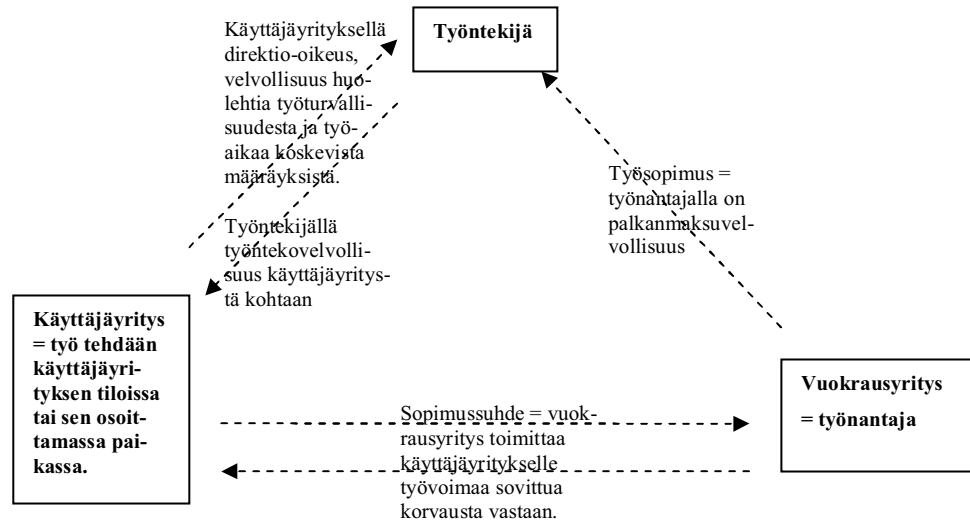 Käyttäjäyrityksellä
direktio-oikeus,
velvollisuus huo-
lehtia työturvalli-
suudesta ja työ-
aikaa koskevista
määräyksistä.
Työntekijä
Työntekijällä
työntekovelvolli-
suus käyttäjäyritys-
tä kohtaan
Työsopimus =
työnantajalla on
palkanmaksuvel-
vollisuus
Käyttäjäyritys
= työ tehdään
käyttäjäyri-
tyksen tiloissa
tai sen osoit-
tamassa pai-
kassa.
Sopimussuhde = vuok-
rausyritys toimittaa
käyttäjäyritykselle
työvoimaa sovittua
korvausta vastaan.
Vuokrausyritys
= työnantaja